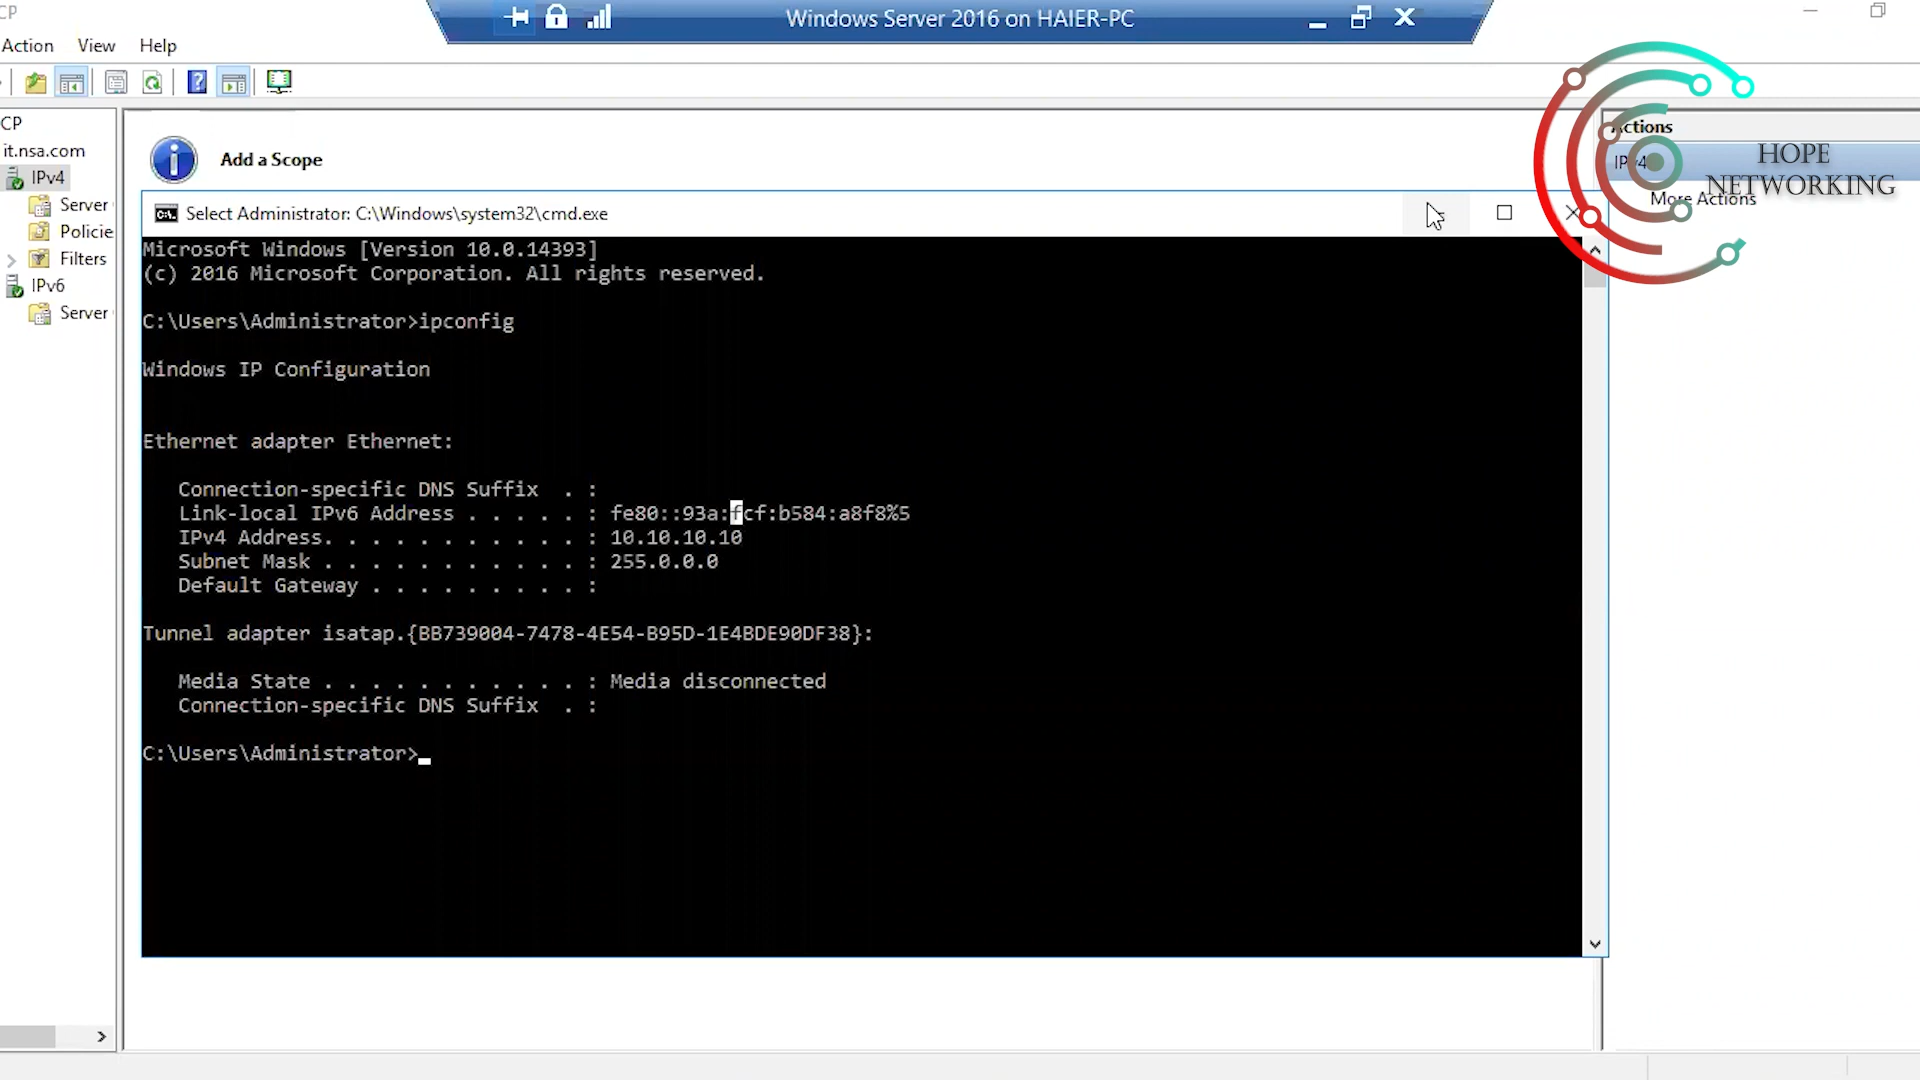 CP
Windows Server 2016 on HAIER-PC
Action View Help
CP
it.nsa.com
IPv4
Server
Policie
Filters
IPv6
Server
Add a Scope
Select Administrator: C:\Windows\system32\cmd.exe
Microsoft Windows [Version 10.0.14393]
(c) 2016 Microsoft Corporation. All rights reserved.
C:\Users\Administrator>ipconfig
Windows IP Configuration
Ethernet adapter Ethernet:
Connection-specific DNS Suffix  . :
Link-local IPv6 Address . . . . . : fe80::93a:fcf:b584:a8f8%5
IPv4 Address. . . . . . . . . . . : 10.10.10.10
Subnet Mask . . . . . . . . . . . : 255.0.0.0
Default Gateway . . . . . . . . . :
Tunnel adapter isatap.{BB739004-7478-4E54-B95D-1E4BDE90DF38}:
Media State . . . . . . . . . . . : Media disconnected
Connection-specific DNS Suffix  . :
C:\Users\Administrator>
Actions
IPv4
More Actions
HOPE
NETWORKING